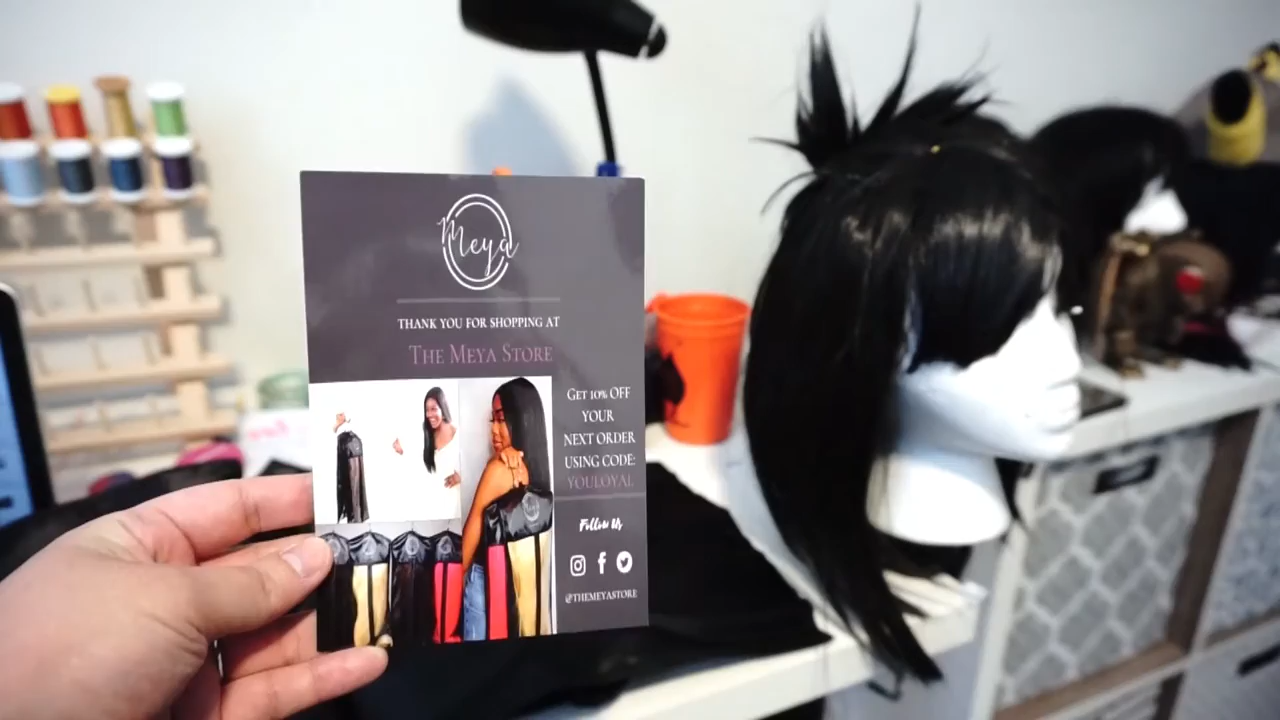 Meya
THANK YOU FOR SHOPPING AT
THE MEYA STORE
GET 10% OFF
YOUR
NEXT ORDER
USING CODE:
YOULOYAL
Follow Us
@THEMEYASTORE